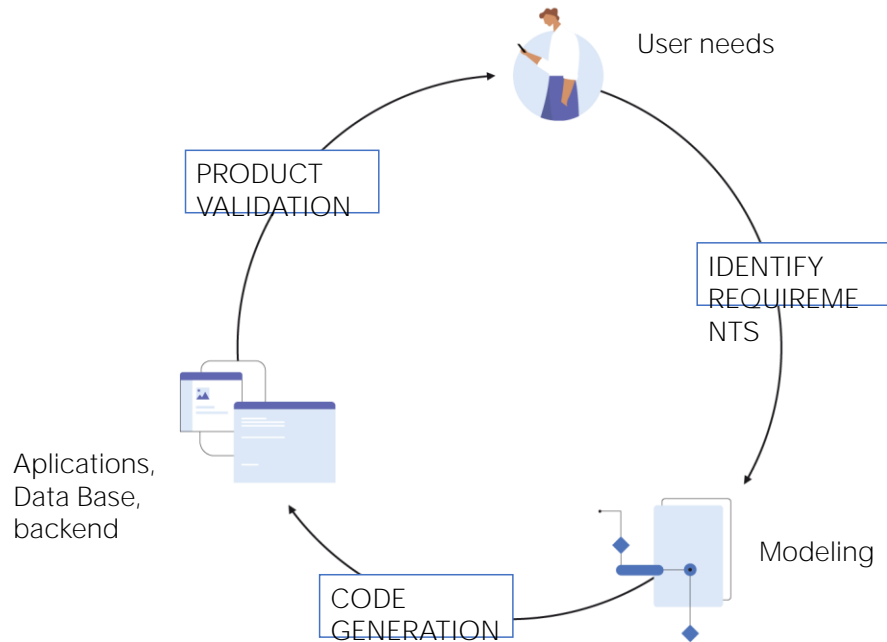 User needs
PRODUCT
VALIDATION
IDENTIFY
REQUIREME
NTS
Aplications,
Data Base,
backend
Modeling
CODE
GENERATION